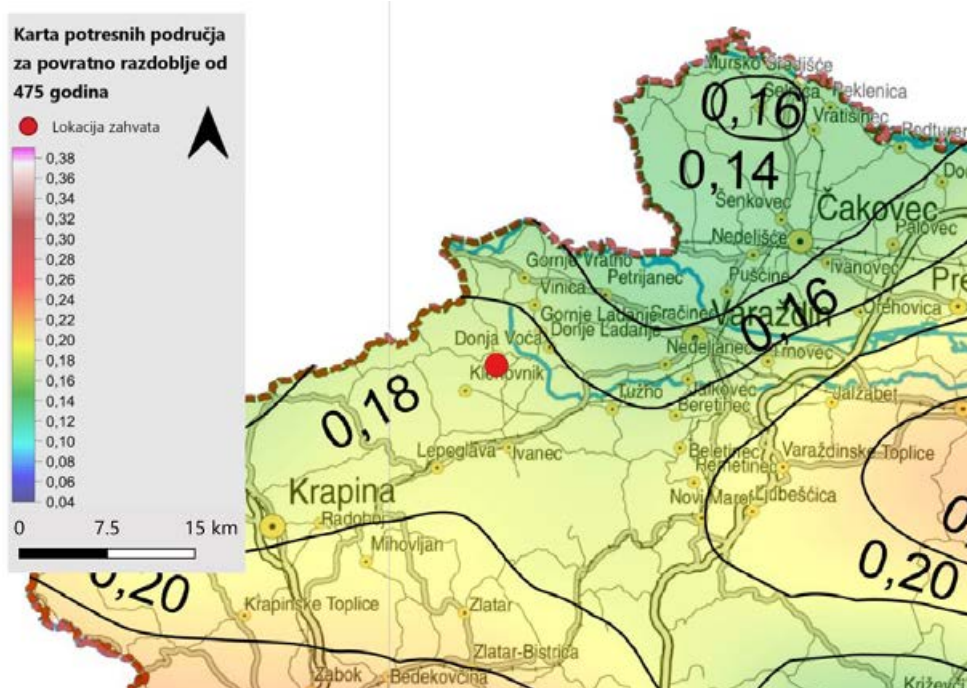 Karta potresnih područja
za povratno razdoblje od
475 godina
Lokacija zahvata
0,38
0,36
0,34
0,32
0,30
0,28
0,26
0,24
0,22
0,20
0,18
0,16
0,14
0,12
0,10
0,08
0,06
0,04
0 7.5 15 km
Mursko Središće
Selnica
Peklenica
0,16
Vratišinec
Podturen
0,14
Šenkovec
Čakovec
Nedelišće
Palovec
Gornje Vratno
Petrijanec
Puščine
Ivanovec
Vinica
Pre
0,16
Orehovica
Gornje Ladanje
Sračinec
Varaždin
Donja Voća
Donje Ladanje
Nedeljanec
Trnovec
Klenovnik
0,18
Tužno
Jalkovec
Jalžabet
Beretinec
Lepoglava
Ivanec
Beletinec
Varaždinske Toplice
Remetinec
Krapina
Novi Marof
Ljubešćica
Radoboj
Mihovljan
0,20
0,20
Krapinske Toplice
Zlatar
Zlatar-Bistrica
Zabok
Bedekovčina
Križevci